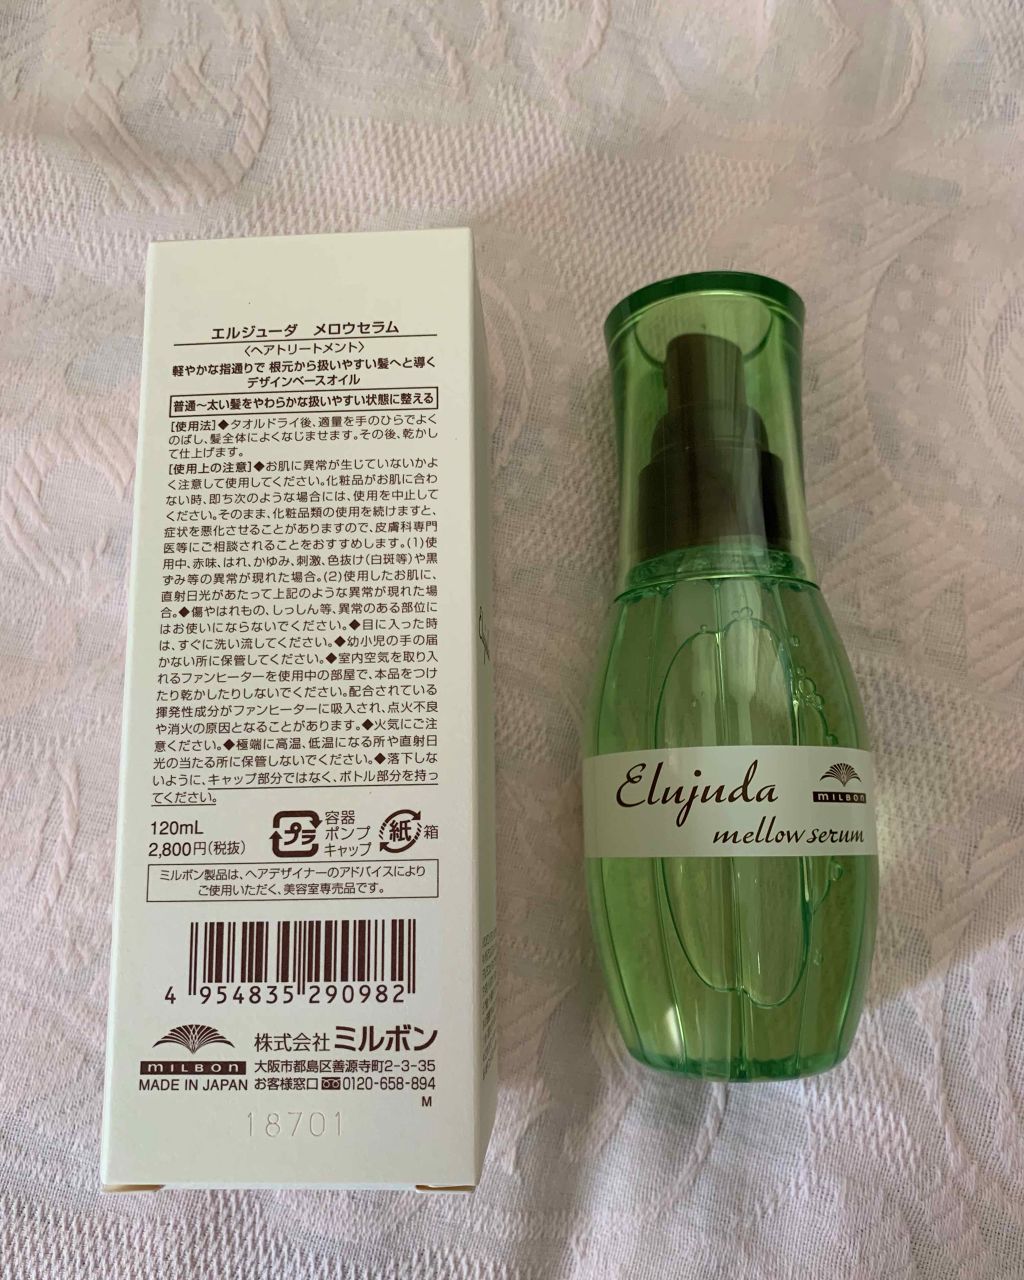 エルジューダ メロウセラム
〈ヘアトリートメント〉
軽やかな指通りで 根元から扱いやすい髪へと導く
デザインベースオイル
普通〜太い髪をやわらかな扱いやすい状態に整える
[使用法]◆タオルドライ後、適量を手のひらでよく
のばし、髪全体によくなじませます。その後、乾かし
て仕上げます。
[使用上の注意]◆お肌に異常が生じていないかよ
く注意して使用してください。化粧品がお肌に合わ
ない時、即ち次のような場合には、使用を中止して
ください。そのまま、化粧品類の使用を続けますと、
症状を悪化させることがありますので、皮膚科専門
医等にご相談されることをおすすめします。(1)使
用中、赤味、はれ、かゆみ、刺激、色抜け(白斑等)や黒
ずみ等の異常が現れた場合。(2)使用したお肌に、
直射日光があたって上記のような異常が現れた場
合。◆傷やはれもの、しっしん等、異常のある部位に
はお使いにならないでください。◆目に入った時
は、すぐに洗い流してください。◆幼小児の手の届
かない所に保管してください。◆室内空気を取り入
れるファンヒーターを使用中の部屋で、本品をつけ
たり乾かしたりしないでください。配合されている
揮発性成分がファンヒーターに吸入され、点火不良
や消火の原因となることがあります。◆火気にご注
意ください。◆極端に高温、低温になる所や直射日
光の当たる所に保管しないでください。◆落下しな
いように、キャップ部分ではなく、ボトル部分を持っ
てください。
120mL
2,800円(税抜)
プラ
容器
ポンプ
キャップ
紙
箱
ミルボン製品は、ヘアデザイナーのアドバイスにより
ご使用いただく、美容室専売品です。
4 954835 290982
milbon
MADE IN JAPAN
株式会社ミルボン
大阪市都島区善源寺町2-3-35
お客様窓口 0120-658-894
M
18701
Elujuda
milbon
mellow serum